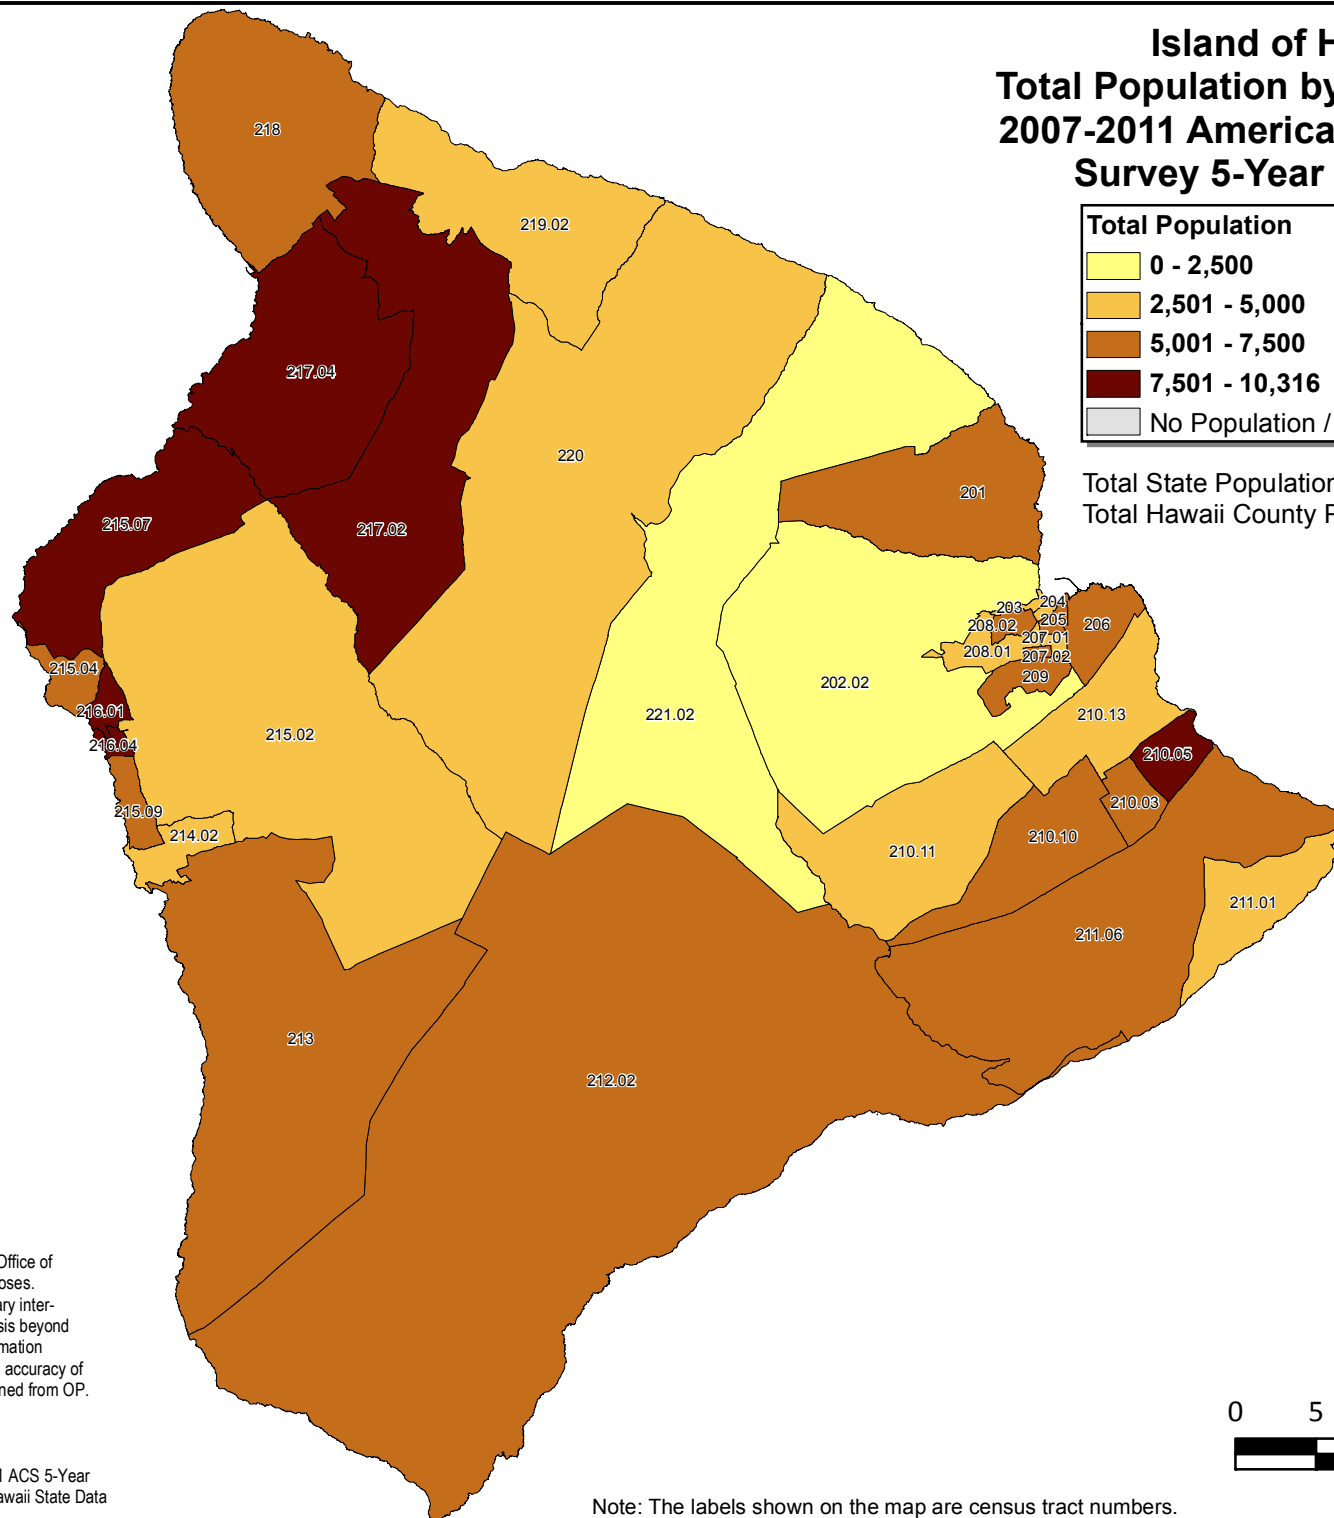 Island of H
Total Population by
2007-2011 America
Survey 5-Year
Total Population
0 - 2,500
2,501 - 5,000
5,001 - 7,500
7,501 - 10,316
No Population /
Total State Population
Total Hawaii County P
218
219.02
217.04
220
201
215.07
217.02
203
204
208.02
205
206
207.01
208.01
207.02
209
215.04
202.02
216.01
221.02
210.13
215.02
216.04
210.05
210.03
215.09
214.02
210.10
210.11
211.01
211.06
213
212.02
Office of
oses.
ary inter-
sis beyond
mation
accuracy of
ned from OP.
0 5
ACS 5-Year
awaii State Data
Note: The labels shown on the map are census tract numbers.